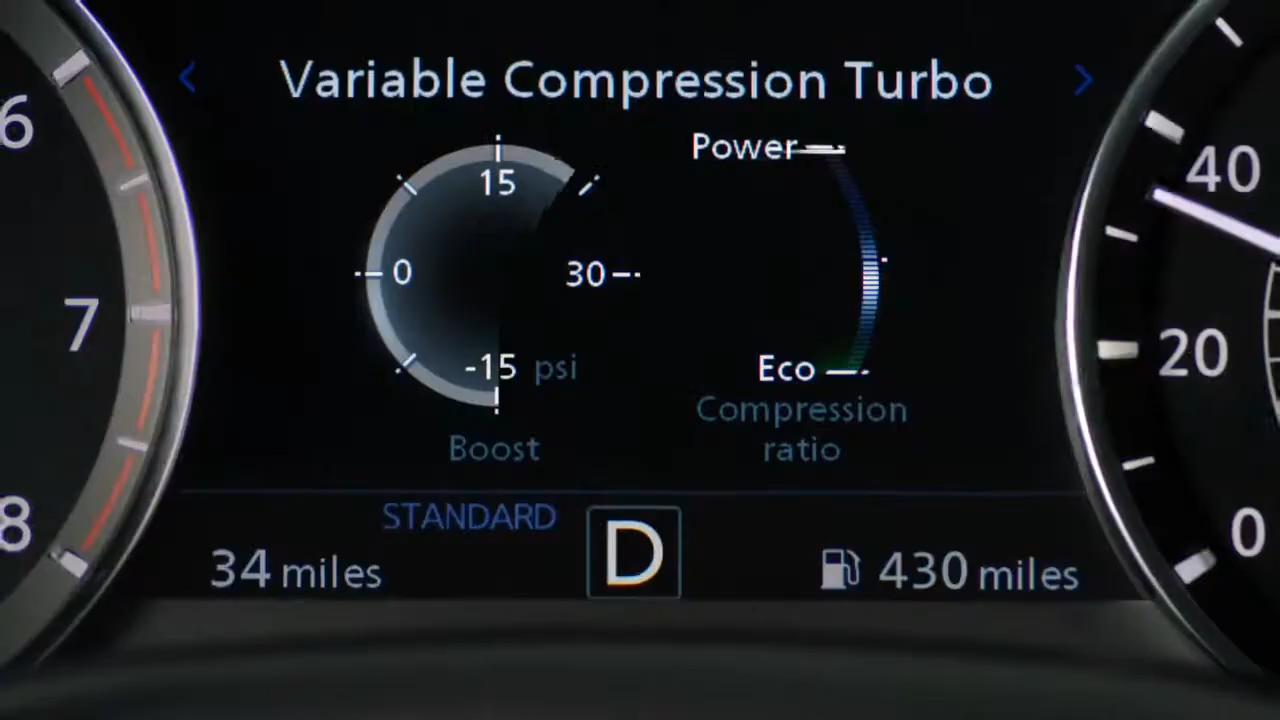 Variable Compression Turbo
6
7
8
15
0
30
-15 psi
Boost
Power
Eco
Compression
ratio
40
20
0
STANDARD
D
34 miles
430 miles